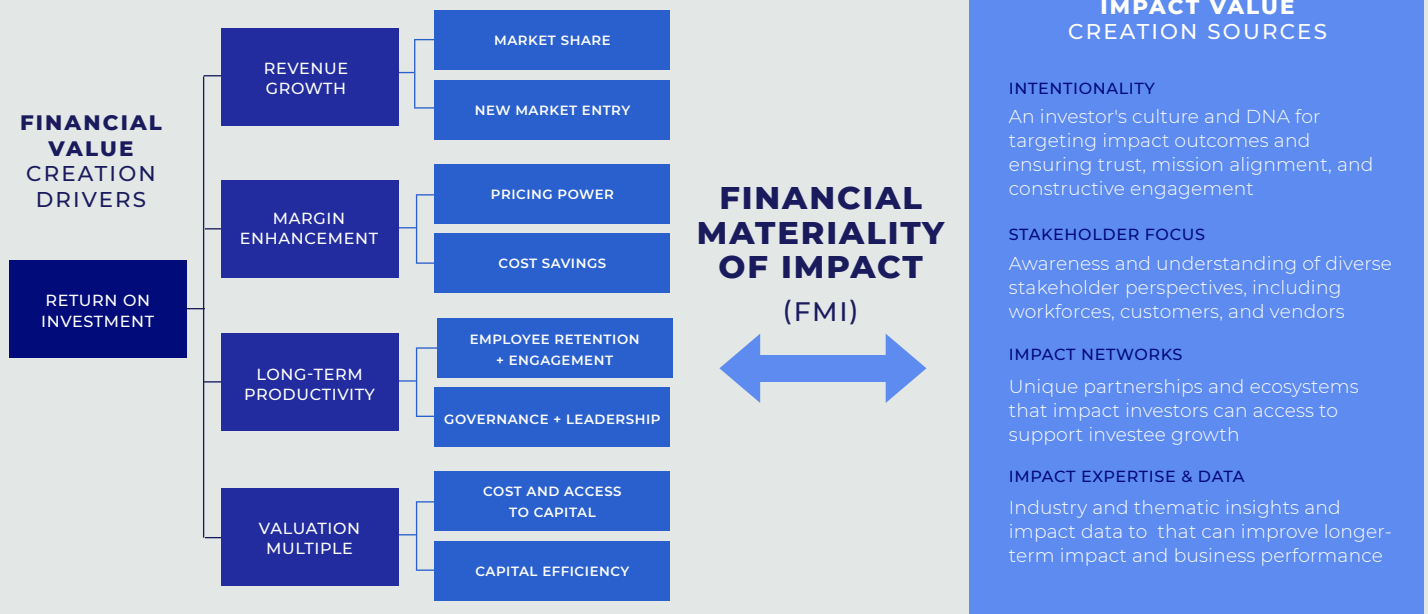 FINANCIAL
VALUE
CREATION
DRIVERS
RETURN ON
INVESTMENT
REVENUE
GROWTH
MARKET SHARE
NEW MARKET ENTRY
MARGIN
ENHANCEMENT
PRICING POWER
COST SAVINGS
LONG-TERM
PRODUCTIVITY
EMPLOYEE RETENTION
+ ENGAGEMENT
GOVERNANCE + LEADERSHIP
VALUATION
MULTIPLE
COST AND ACCESS
TO CAPITAL
CAPITAL EFFICIENCY
FINANCIAL
MATERIALITY
OF IMPACT
(FMI)
IMPACT VALUE
CREATION SOURCES
INTENTIONALITY
An investor's culture and DNA for
targeting impact outcomes and
ensuring trust, mission alignment, and
constructive engagement
STAKEHOLDER FOCUS
Awareness and understanding of diverse
stakeholder perspectives, including
workforces, customers, and vendors
IMPACT NETWORKS
Unique partnerships and ecosystems
that impact investors can access to
support investee growth
IMPACT EXPERTISE & DATA
Industry and thematic insights and
impact data to  that can improve longer-
term impact and business performance